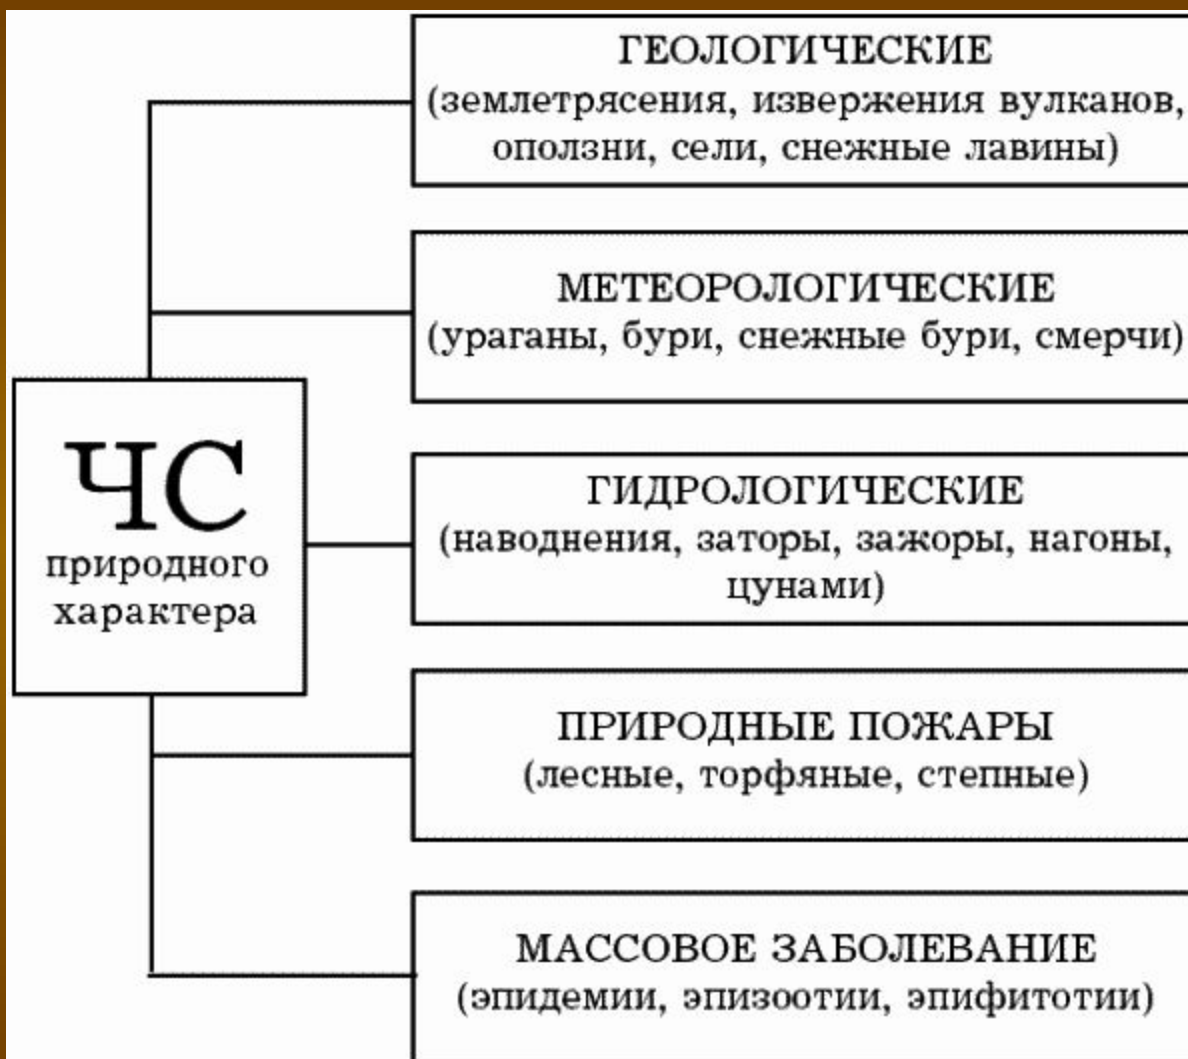 ГЕОЛОГИЧЕСКИЕ
(землетрясения, извержения вулканов,
оползни, сели, снежные лавины)
МЕТЕОРОЛОГИЧЕСКИЕ
(ураганы, бури, снежные бури, смерчи)
ЧС
природного
характера
ГИДРОЛОГИЧЕСКИЕ
(наводнения, заторы, зажоры, нагоны,
цунами)
ПРИРОДНЫЕ ПОЖАРЫ
(лесные, торфяные, степные)
МАССОВОЕ ЗАБОЛЕВАНИЕ
(эпидемии, эпизоотии, эпифитотии)